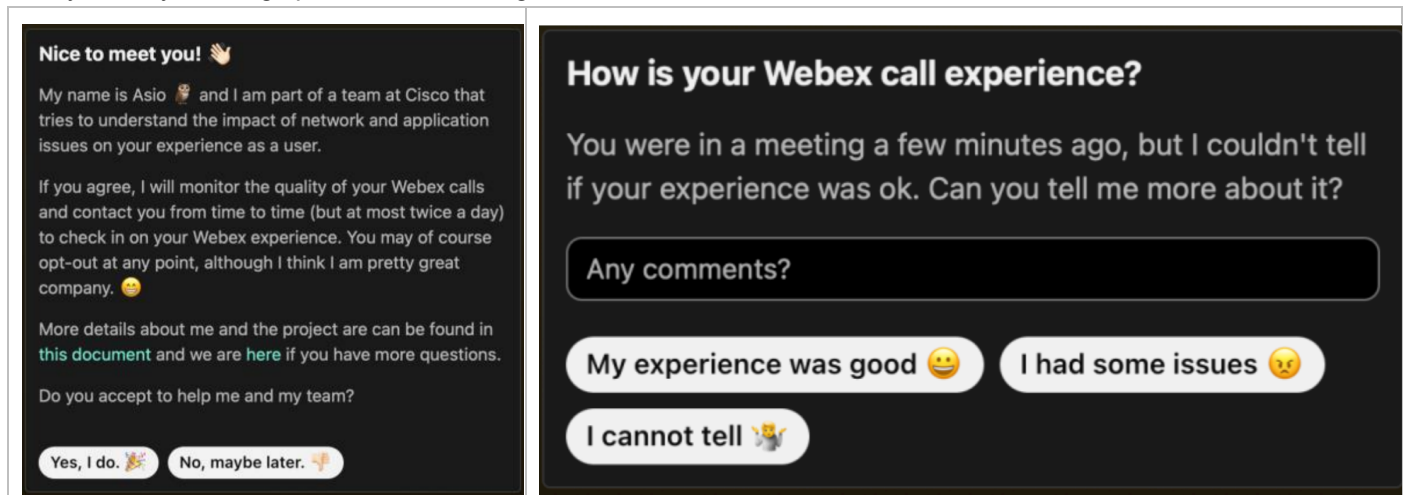 Nice to meet you! 👋🏻
My name is Asio 🦉 and I am part of a team at Cisco that
tries to understand the impact of network and application
issues on your experience as a user.
If you agree, I will monitor the quality of your Webex calls
and contact you from time to time (but at most twice a day)
to check in on your Webex experience. You may of course
opt-out at any point, although I think I am pretty great
company. 😁
More details about me and the project are can be found in
this document and we are here if you have more questions.
Do you accept to help me and my team?
Yes, I do. 🎉
No, maybe later. 👎🏻
How is your Webex call experience?
You were in a meeting a few minutes ago, but I couldn't tell
if your experience was ok. Can you tell me more about it?
Any comments?
My experience was good 😀
I had some issues 😠
I cannot tell 🤷